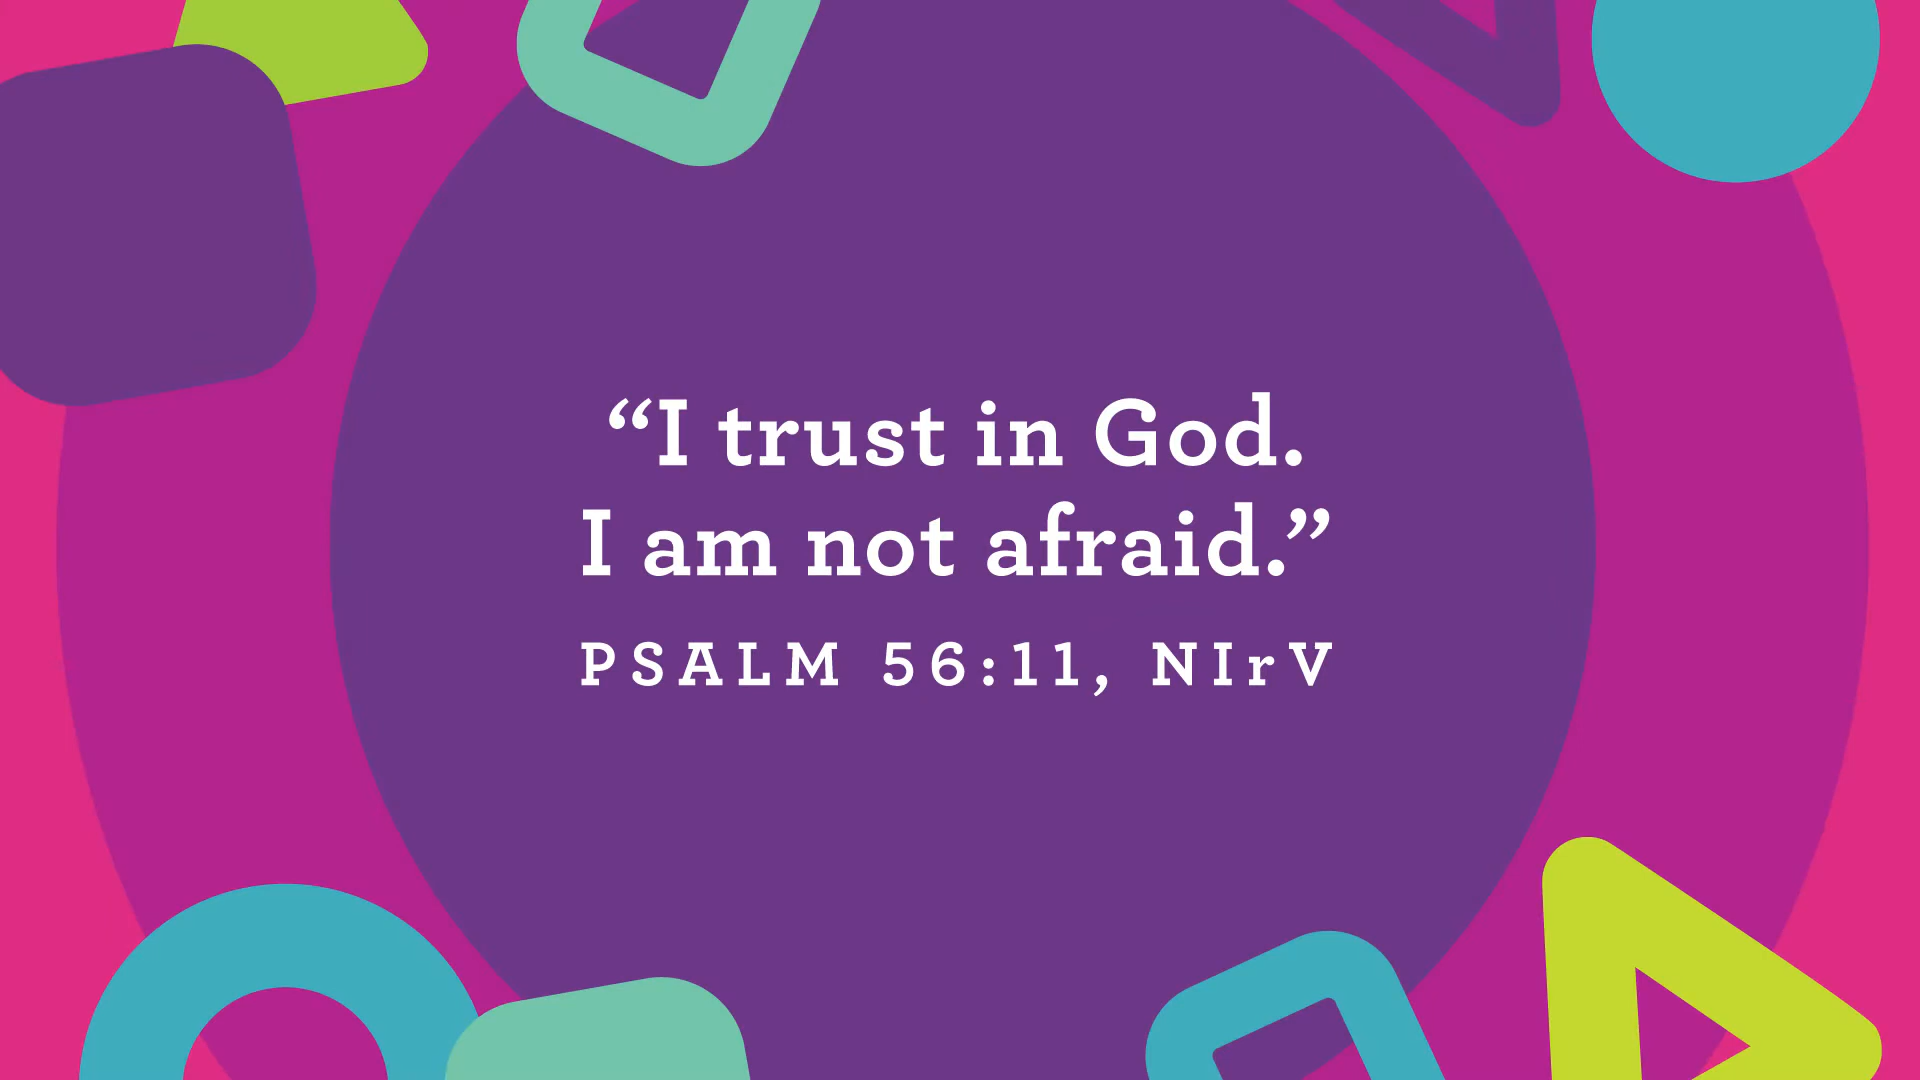 “I trust in God.
I am not afraid.”
PSALM 56:11, NIrV